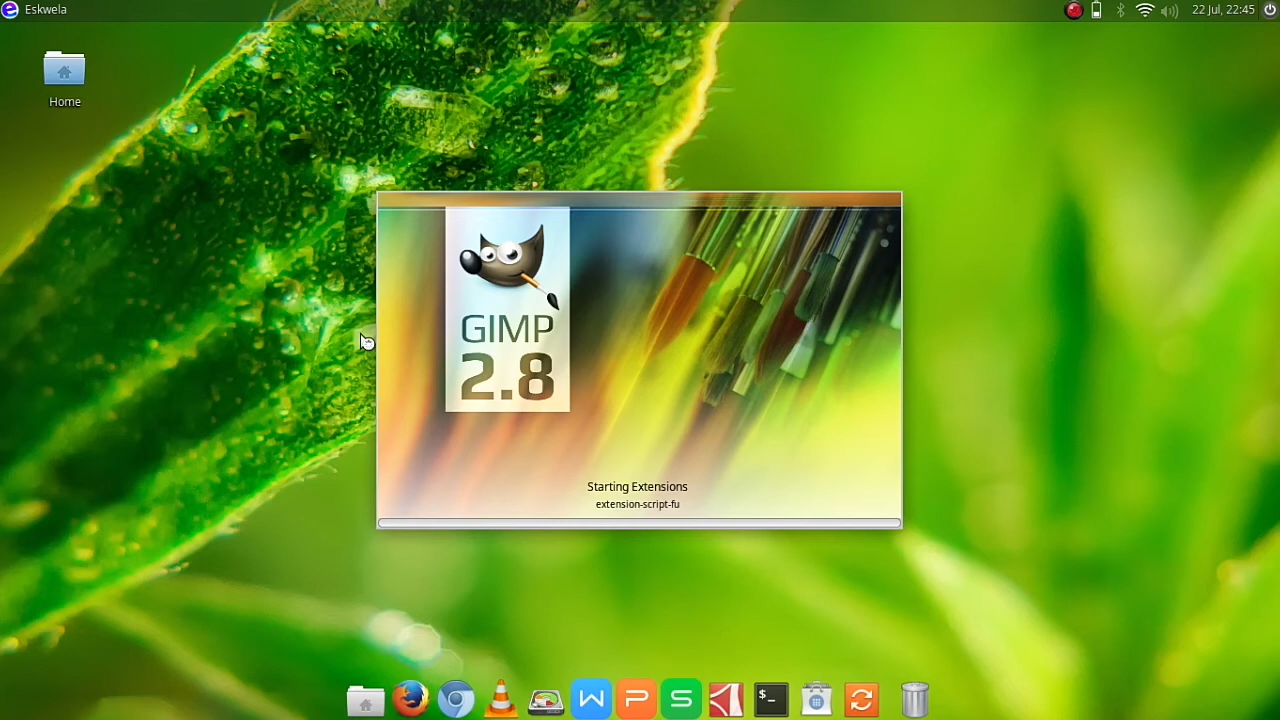 Eskwela
22 Jul, 22:45
Home
GIMP
2.8
Starting Extensions
extension-script-fu
W
P
S
$_